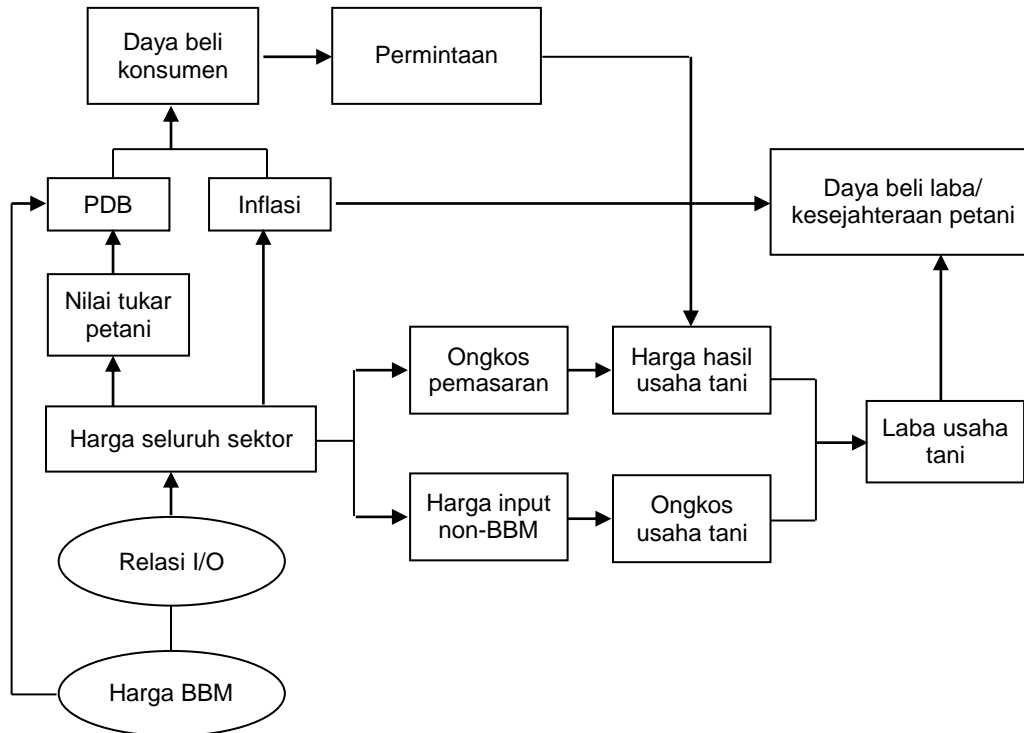 Daya beli
konsumen
Permintaan
PDB
Inflasi
Daya beli laba/
kesejahteraan petani
Nilai tukar
petani
Ongkos
pemasaran
Harga hasil
usaha tani
Harga seluruh sektor
Laba usaha
tani
Harga input
non-BBM
Ongkos
usaha tani
Relasi I/O
Harga BBM